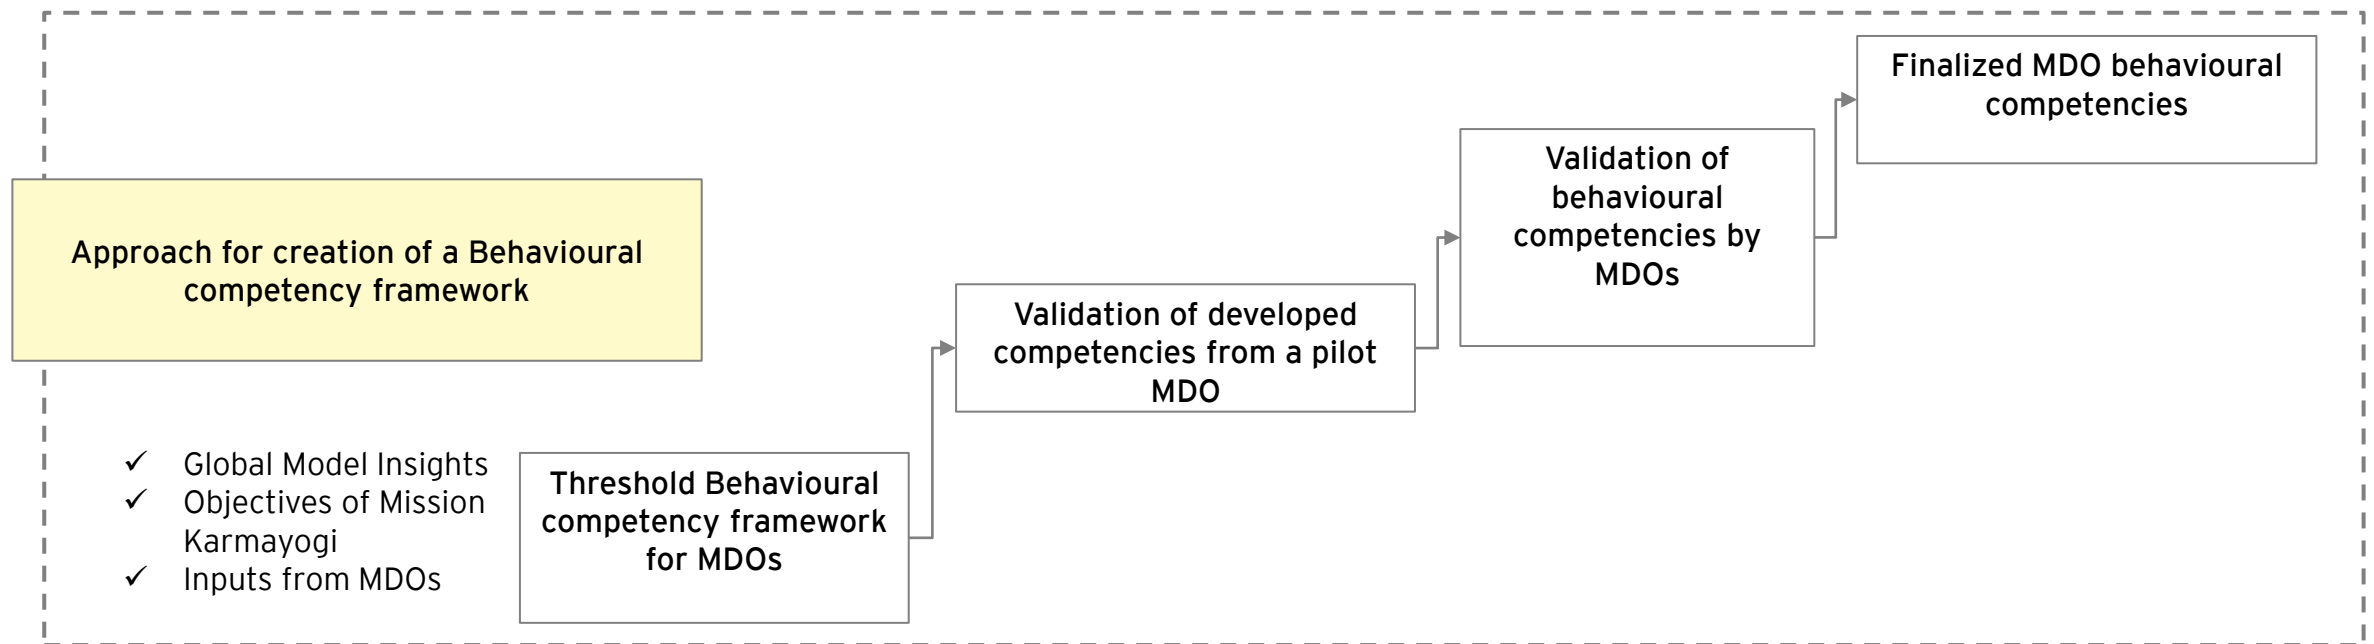 Finalized MDO behavioural
competencies
Validation of
behavioural
competencies by
MDOs
Approach for creation of a Behavioural
competency framework
Validation of developed
competencies from a pilot
MDO
✓ Global Model Insights
✓ Objectives of Mission
Karmayogi
✓ Inputs from MDOs
Threshold Behavioural
competency framework
for MDOs